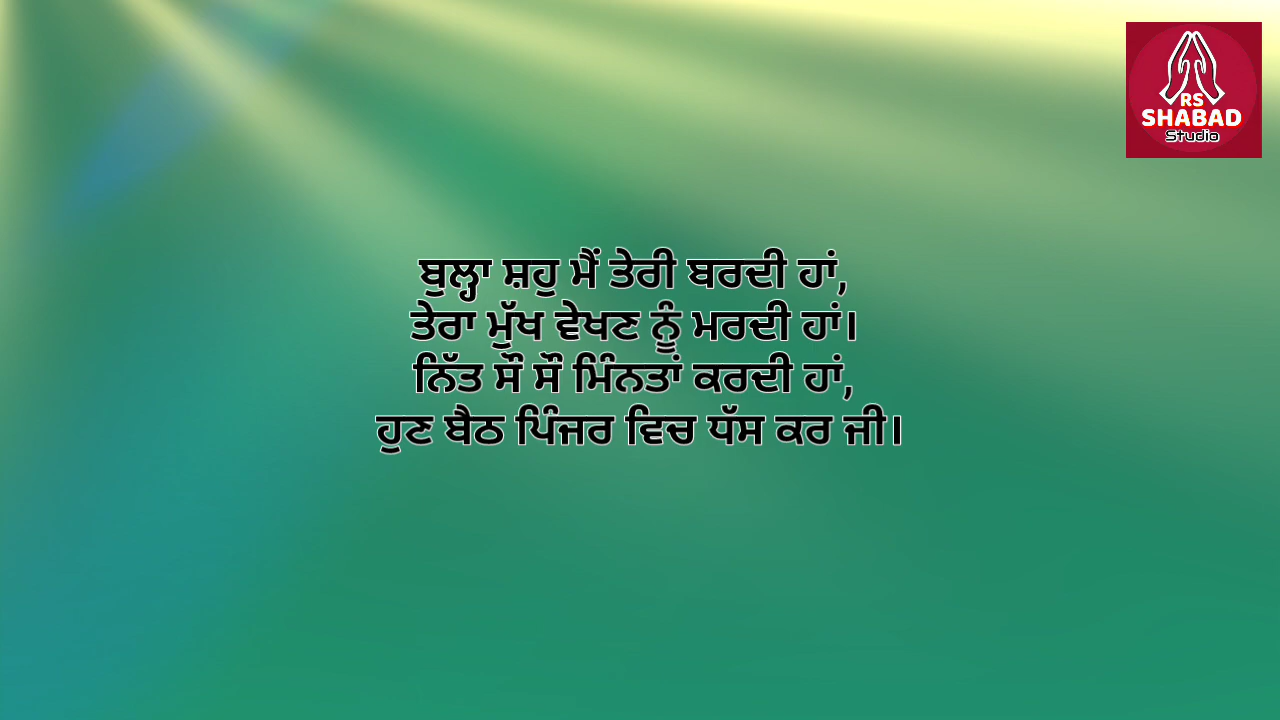 RS
SHABAD
Studio
ਬੁਲ੍ਹਾ ਸ਼ਹੁ ਮੈਂ ਤੇਰੀ ਬਰਦੀ ਹਾਂ,
ਤੇਰਾ ਮੁੱਖ ਵੇਖਣ ਨੂੰ ਮਰਦੀ ਹਾਂ।
ਨਿੱਤ ਸੌ ਸੌ ਮਿੰਨਤਾਂ ਕਰਦੀ ਹਾਂ,
ਹੁਣ ਬੈਠ ਪਿੰਜਰ ਵਿਚ ਧੱਸ ਕਰ ਜੀ।